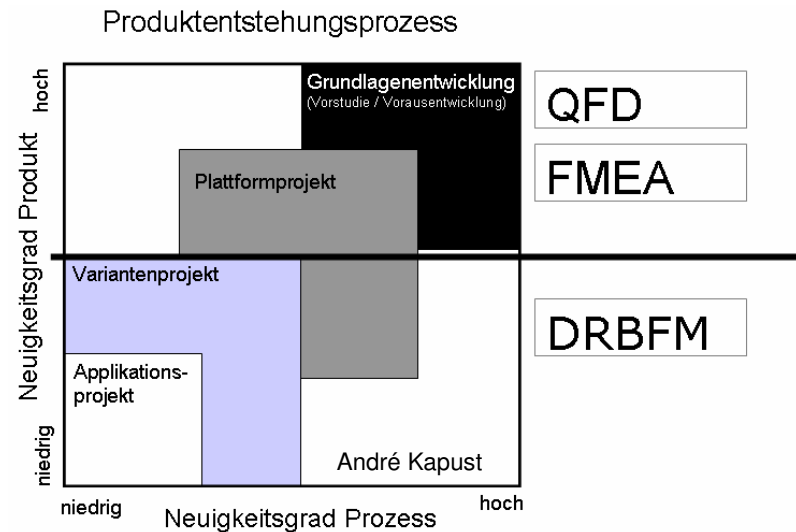 Produktentstehungsprozess
hoch
Grundlagenentwicklung
(Vorstudie / Vorausentwicklung)
QFD
Plattformprojekt
FMEA
Neuigkeitsgrad Produkt
Variantenprojekt
DRBFM
Applikations-
projekt
niedrig
André Kapust
niedrig
hoch
Neuigkeitsgrad Prozess